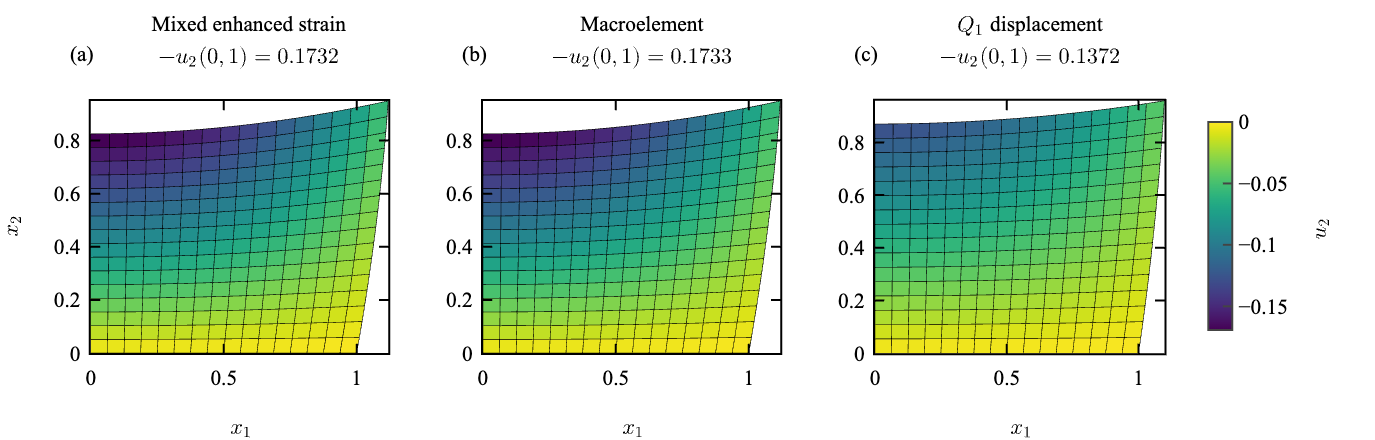 Mixed enhanced strain
(a) −u₂(0, 1) = 0.1732
Macroelement
(b) −u₂(0, 1) = 0.1733
Q₁ displacement
(c) −u₂(0, 1) = 0.1372
x₂
0.8
0.6
0.4
0.2
0
0 0.5 1
x₁
0.8
0.6
0.4
0.2
0
0 0.5 1
x₁
0.8
0.6
0.4
0.2
0
0 0.5 1
x₁
0
−0.05
−0.1
−0.15
u₂